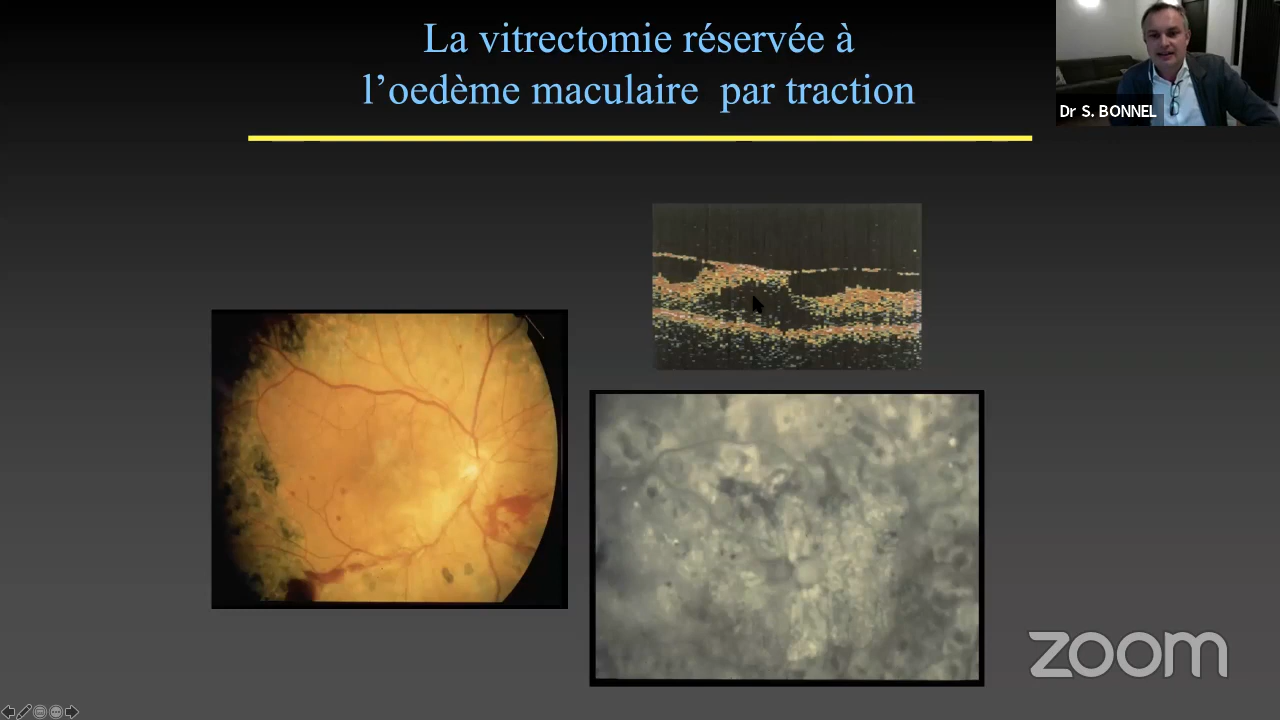 La vitrectomie réservée à
l'oedème maculaire par traction
Dr S. BONNEL
zoom